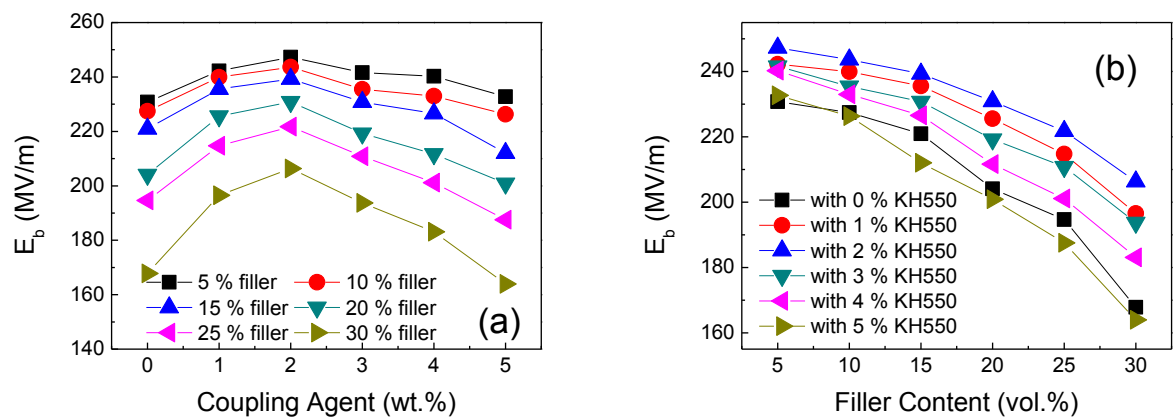 260
240
220
200
180
160
140
E_b (MV/m)
5 % filler 10 % filler
15 % filler 20 % filler
25 % filler 30 % filler
(a)
0 1 2 3 4 5
Coupling Agent (wt.%)
(b)
240
220
200
180
160
E_b (MV/m)
with 0 % KH550
with 1 % KH550
with 2 % KH550
with 3 % KH550
with 4 % KH550
with 5 % KH550
5 10 15 20 25 30
Filler Content (vol.%)